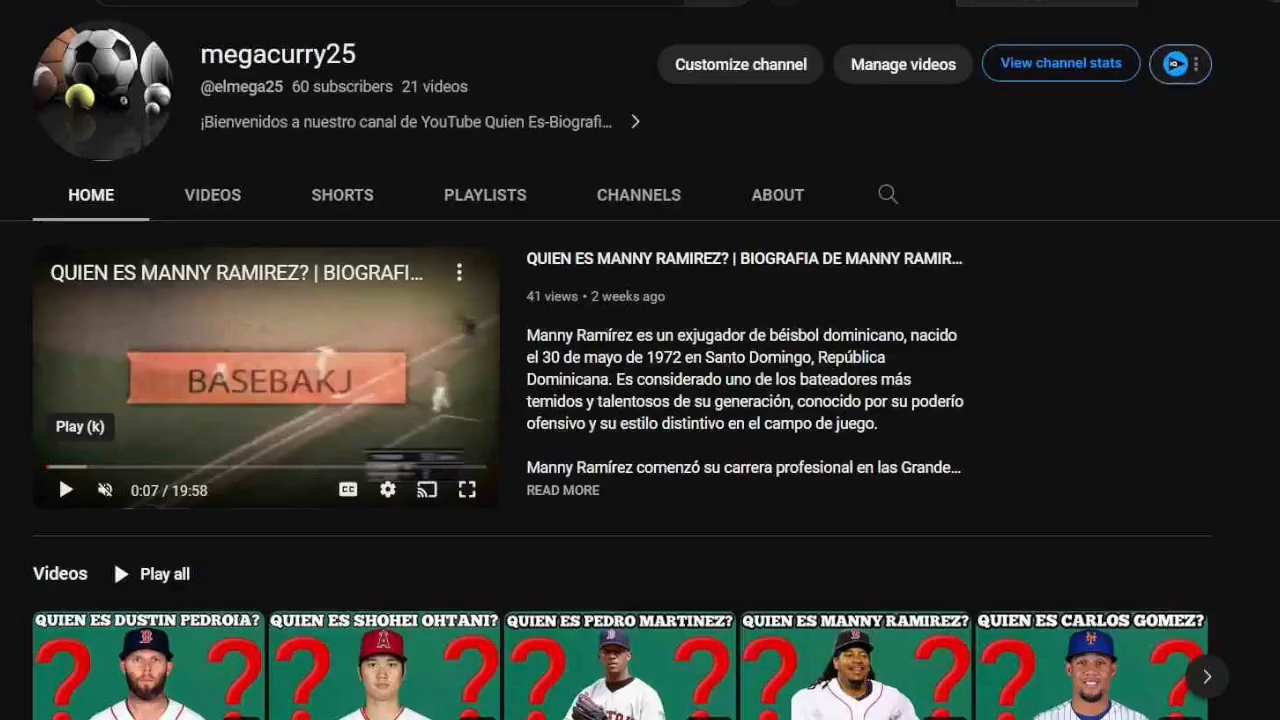 megacurry25
@elmega25 60 subscribers 21 videos
¡Bienvenidos a nuestro canal de YouTube Quien Es-Biografi...
Customize channel
Manage videos
View channel stats
HOME
VIDEOS
SHORTS
PLAYLISTS
CHANNELS
ABOUT
QUIEN ES MANNY RAMIREZ? | BIOGRAFI...
BASEBAKJ
Play (k)
0:07 / 19:58
CC
QUIEN ES MANNY RAMIREZ? | BIOGRAFIA DE MANNY RAMIR...
41 views • 2 weeks ago
Manny Ramírez es un exjugador de béisbol dominicano, nacido
el 30 de mayo de 1972 en Santo Domingo, República
Dominicana. Es considerado uno de los bateadores más
temidos y talentosos de su generación, conocido por su poderío
ofensivo y su estilo distintivo en el campo de juego.
Manny Ramírez comenzó su carrera profesional en las Grande...
READ MORE
Videos
Play all
QUIEN ES DUSTIN PEDROIA?
QUIEN ES SHOHEI OHTANI?
QUIEN ES PEDRO MARTINEZ?
QUIEN ES MANNY RAMIREZ?
QUIEN ES CARLOS GOMEZ?
? ? ? ? ? ? ? ? ? ?